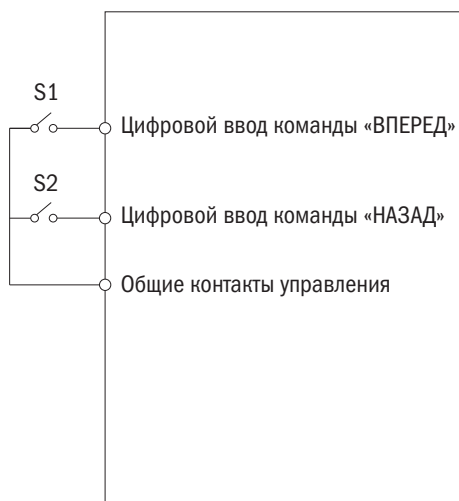 S1
Цифровой ввод команды «ВПЕРЕД»
S2
Цифровой ввод команды «НАЗАД»
Общие контакты управления